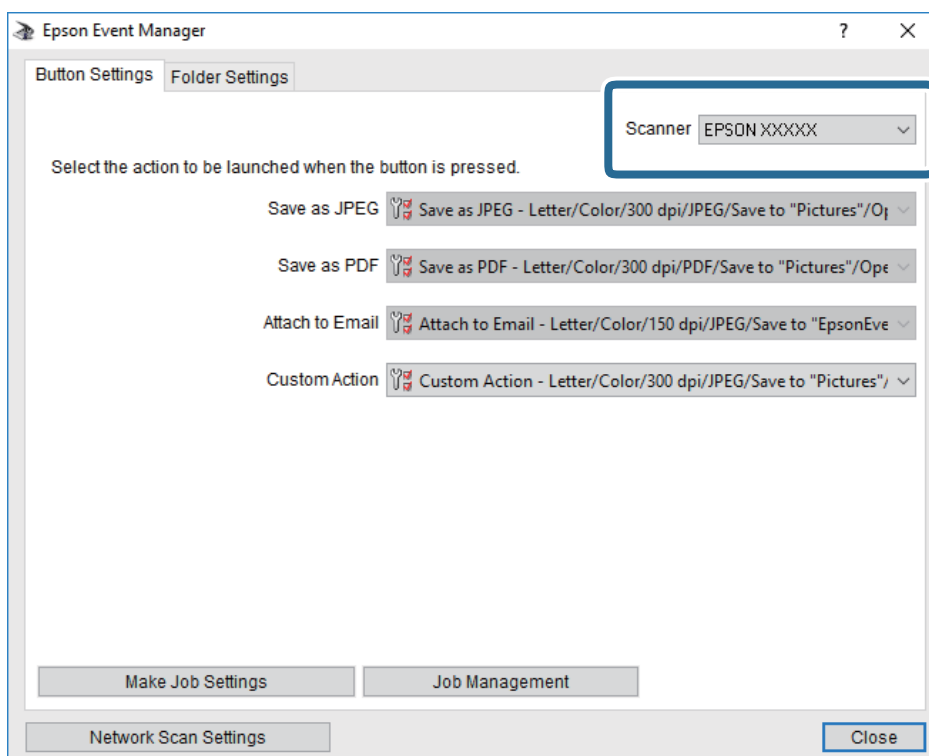 Epson Event Manager
Button Settings
Folder Settings
Scanner EPSON XXXXX
Select the action to be launched when the button is pressed.
Save as JPEG Save as JPEG - Letter/Color/300 dpi/JPEG/Save to "Pictures"/Op
Save as PDF Save as PDF - Letter/Color/300 dpi/PDF/Save to "Pictures"/Ope
Attach to Email Attach to Email - Letter/Color/150 dpi/JPEG/Save to "EpsonEve
Custom Action Custom Action - Letter/Color/300 dpi/JPEG/Save to "Pictures"/
Make Job Settings
Job Management
Network Scan Settings
Close